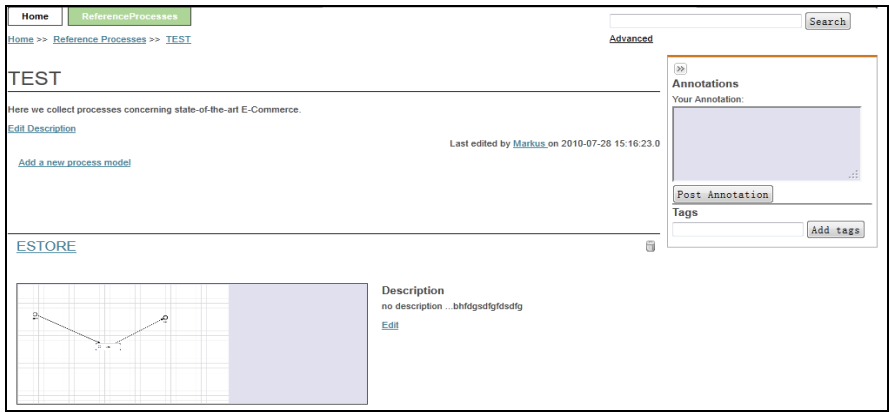 Home ReferenceProcesses
Search
Home >> Reference Processes >> TEST
Advanced
TEST
Here we collect processes concerning state-of-the-art E-Commerce.
Edit Description
Last edited by Markus on 2010-07-28 15:16:23.0
Add a new process model
Annotations
Your Annotation:
Post Annotation
Tags
Add tags
ESTORE
Description
no description ...bhfdgsdfgfdsdfg
Edit